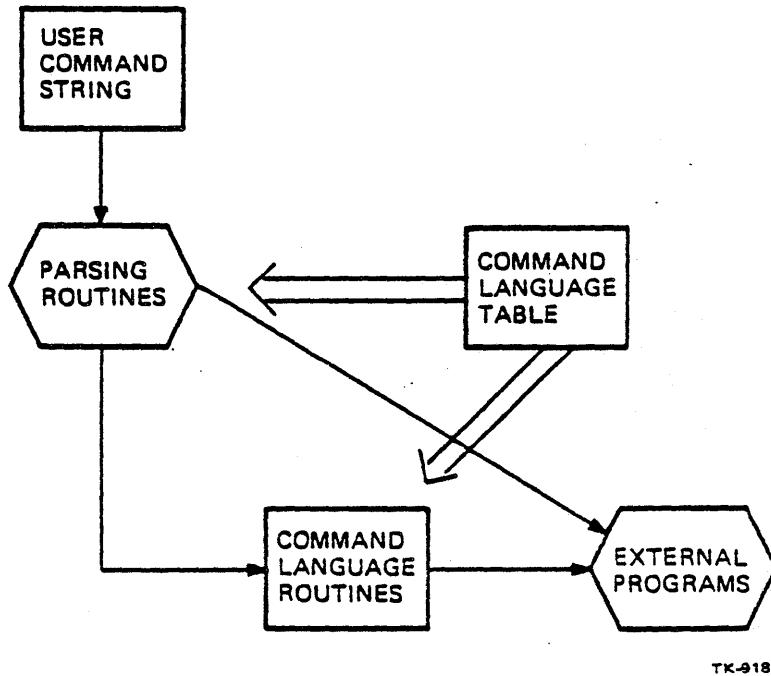 USER
COMMAND
STRING
PARSING
ROUTINES
COMMAND
LANGUAGE
TABLE
COMMAND
LANGUAGE
ROUTINES
EXTERNAL
PROGRAMS
TK-918